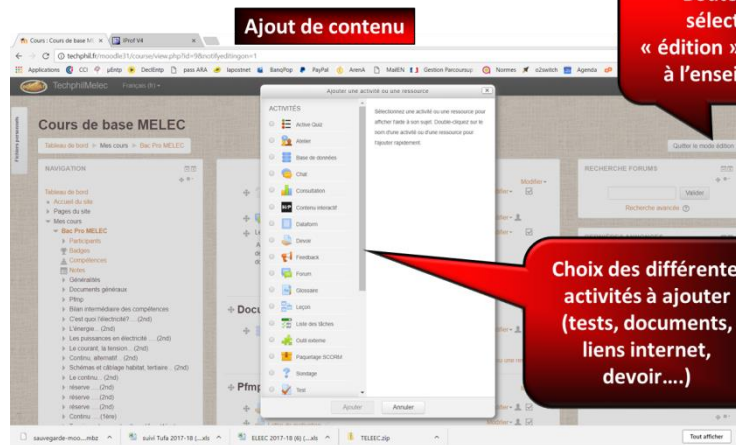 Ajout de contenu
sélect
« édition »
à l'ensei
Cours : Cours de base M
IProf V4
techphil.fr/moodle31/course/view.php?id=98&notifyeditingon=1
Applications
CCI
DecEntp
pass ARA
laposnet
BanqPop
PayPal
ArenA
MailEN
Gestion Parcoursup
Normes
o2switch
Agenda
TechphilMelec
Français (fr)
Fichiers personnels
Cours de base MELEC
Tableau de bord
Mes cours
Bac Pro MELEC
Quitter le mode édition
NAVIGATION
Tableau de bord
Accueil du site
Pages du site
Mes cours
Bac Pro MELEC
Participants
Badges
Compétences
Notes
Généralités
Documents généraux
Pfmp
Bilan intermédiaire des compétences
C'est quoi l'électricité? ...(2nd)
L'énergie... (2nd)
Les puissances en électricité ... (2nd)
Le courant, la tension.. (2nd)
Continu, alternatif.. (2nd)
Schémas et câblage habitat, tertiaire.. (2nd)
Le continu... (2nd)
réserve .... (2nd)
réserve .... (2nd)
réserve .... (2nd)
Continu .... (1ère)
Docu
Pfmp
Ajouter une activité ou une ressource
ACTIVITÉS
Active Quiz
Atelier
Base de données
Chat
Consultation
H5P
Contenu interactif
Dataform
Devoir
Feedback
Forum
Glossaire
Leçon
Liste des tâches
Outil externe
Paquetage SCORM
Sondage
Test
Sélectionnez une activité ou une ressource pour
afficher l'aide à son sujet. Double-cliquez sur le
nom d'une activité ou d'une ressource pour
l'ajouter rapidement.
Ajouter
Annuler
Modifier
RECHERCHE FORUMS
Valider
Recherche avancée
Choix des différente
activités à ajouter
(tests, documents,
liens internet,
devoir....)
sauvegarde-moo....mbz
suivi Tufa 2017-18 (...xls
ELEEC 2017-18 (6) (...xls
TELEEC.zip
Tout afficher